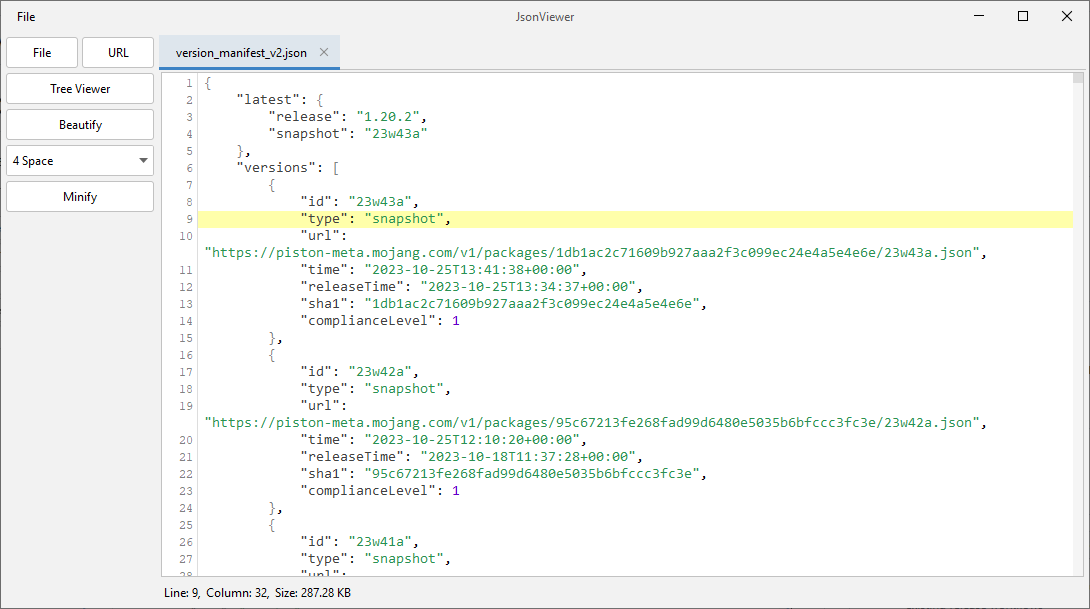 File
JsonViewer
File
URL
version_manifest_v2.json
Tree Viewer
Beautify
4 Space
Minify
1 {
2 "latest": {
3 "release": "1.20.2",
4 "snapshot": "23w43a"
5 },
6 "versions": [
7 {
8 "id": "23w43a",
9 "type": "snapshot",
10 "url":
"https://piston-meta.mojang.com/v1/packages/1db1ac2c71609b927aaa2f3c099ec24e4a5e4e6e/23w43a.json",
11 "time": "2023-10-25T13:41:38+00:00",
12 "releaseTime": "2023-10-25T13:34:37+00:00",
13 "sha1": "1db1ac2c71609b927aaa2f3c099ec24e4a5e4e6e",
14 "complianceLevel": 1
15 },
16 {
17 "id": "23w42a",
18 "type": "snapshot",
19 "url":
"https://piston-meta.mojang.com/v1/packages/95c67213fe268fad99d6480e5035b6bfccc3fc3e/23w42a.json",
20 "time": "2023-10-25T12:10:20+00:00",
21 "releaseTime": "2023-10-18T11:37:28+00:00",
22 "sha1": "95c67213fe268fad99d6480e5035b6bfccc3fc3e",
23 "complianceLevel": 1
24 },
25 {
26 "id": "23w41a",
27 "type": "snapshot",
28 "url":
Line: 9, Column: 32, Size: 287.28 KB